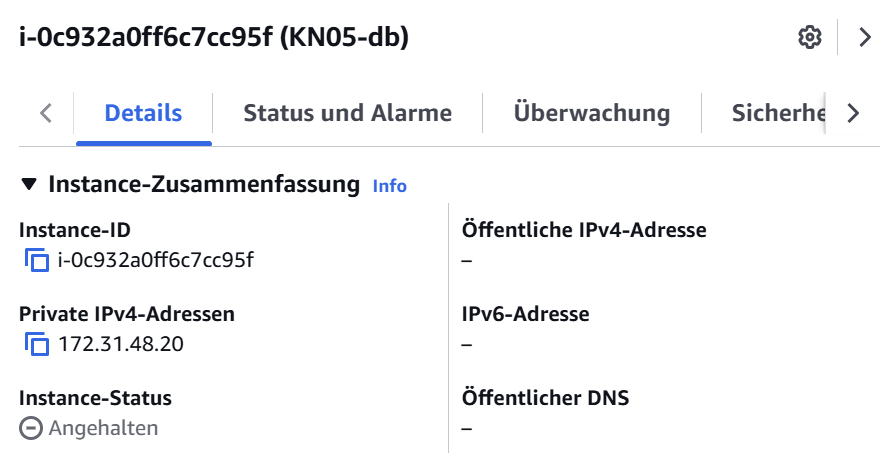 i-0c932a0ff6c7cc95f (KN05-db)
Details
Status und Alarme
Überwachung
Sicherhe
Instance-Zusammenfassung Info
Instance-ID
i-0c932a0ff6c7cc95f
Öffentliche IPv4-Adresse
–
Private IPv4-Adressen
172.31.48.20
IPv6-Adresse
–
Instance-Status
Angehalten
Öffentlicher DNS
–